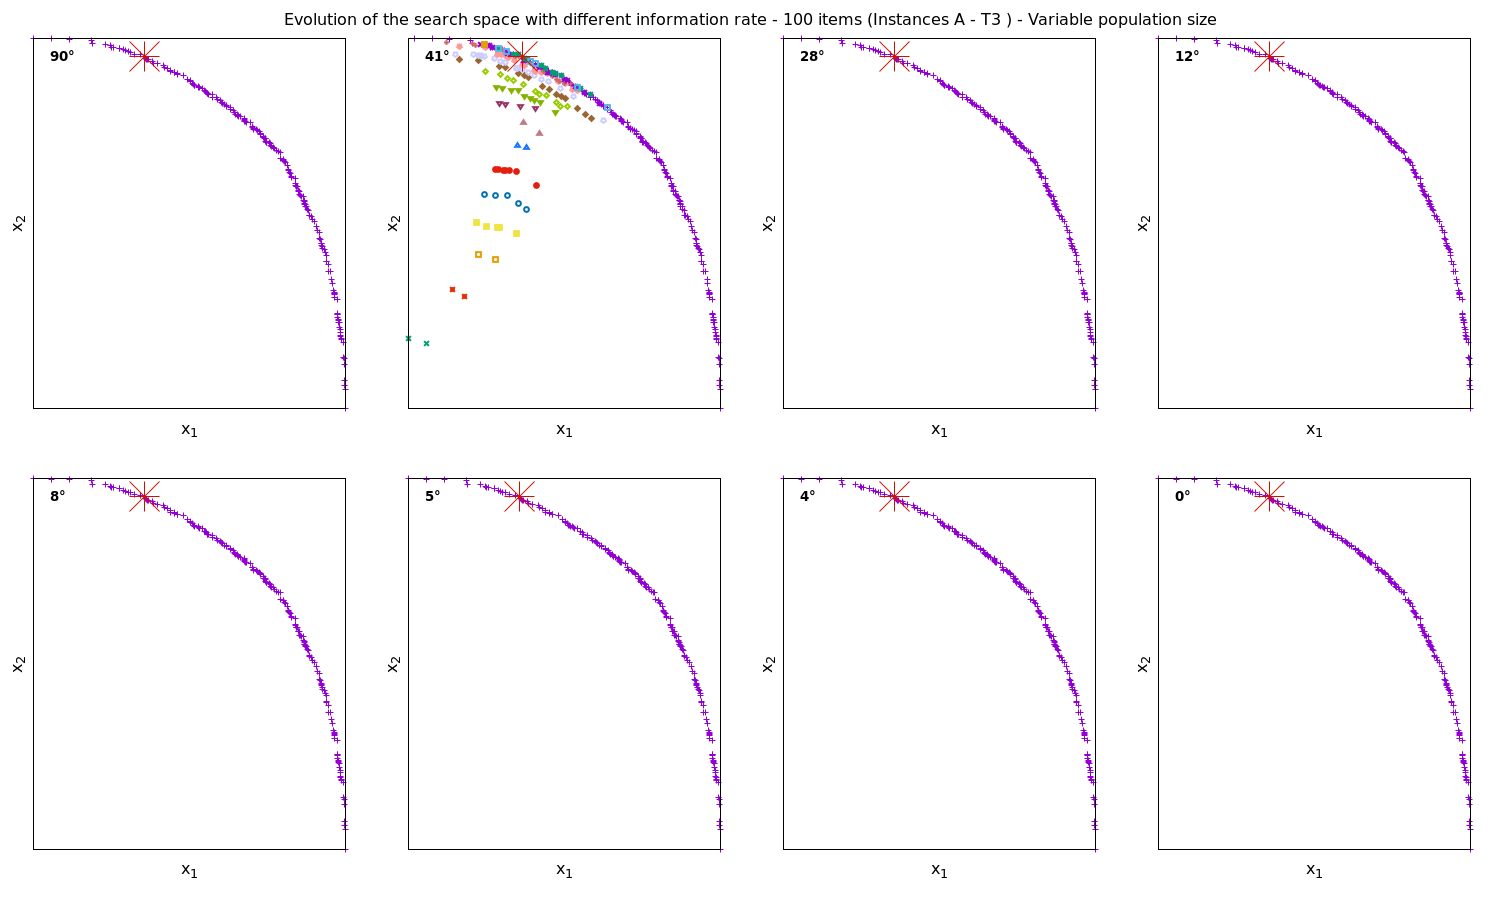 Evolution of the search space with different information rate - 100 items (Instances A - T3 ) - Variable population size
90°
41°
28°
12°
x2
x2
x2
x2
x1
x1
x1
x1
8°
5°
4°
0°
x2
x2
x2
x2
x1
x1
x1
x1